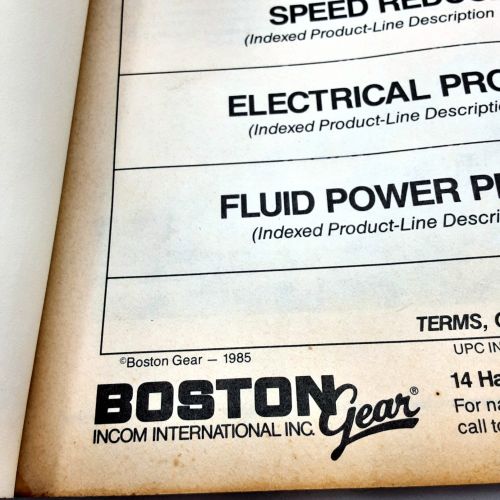 SPEED REDUC
(Indexed Product-Line Description
ELECTRICAL PRO
(Indexed Product-Line Descriptio
FLUID POWER P
(Indexed Product-Line Descri
TERMS, C
©Boston Gear — 1985
UPC IN
BOSTON Gear®
INCOM INTERNATIONAL INC.
14 Ha
For na
call to